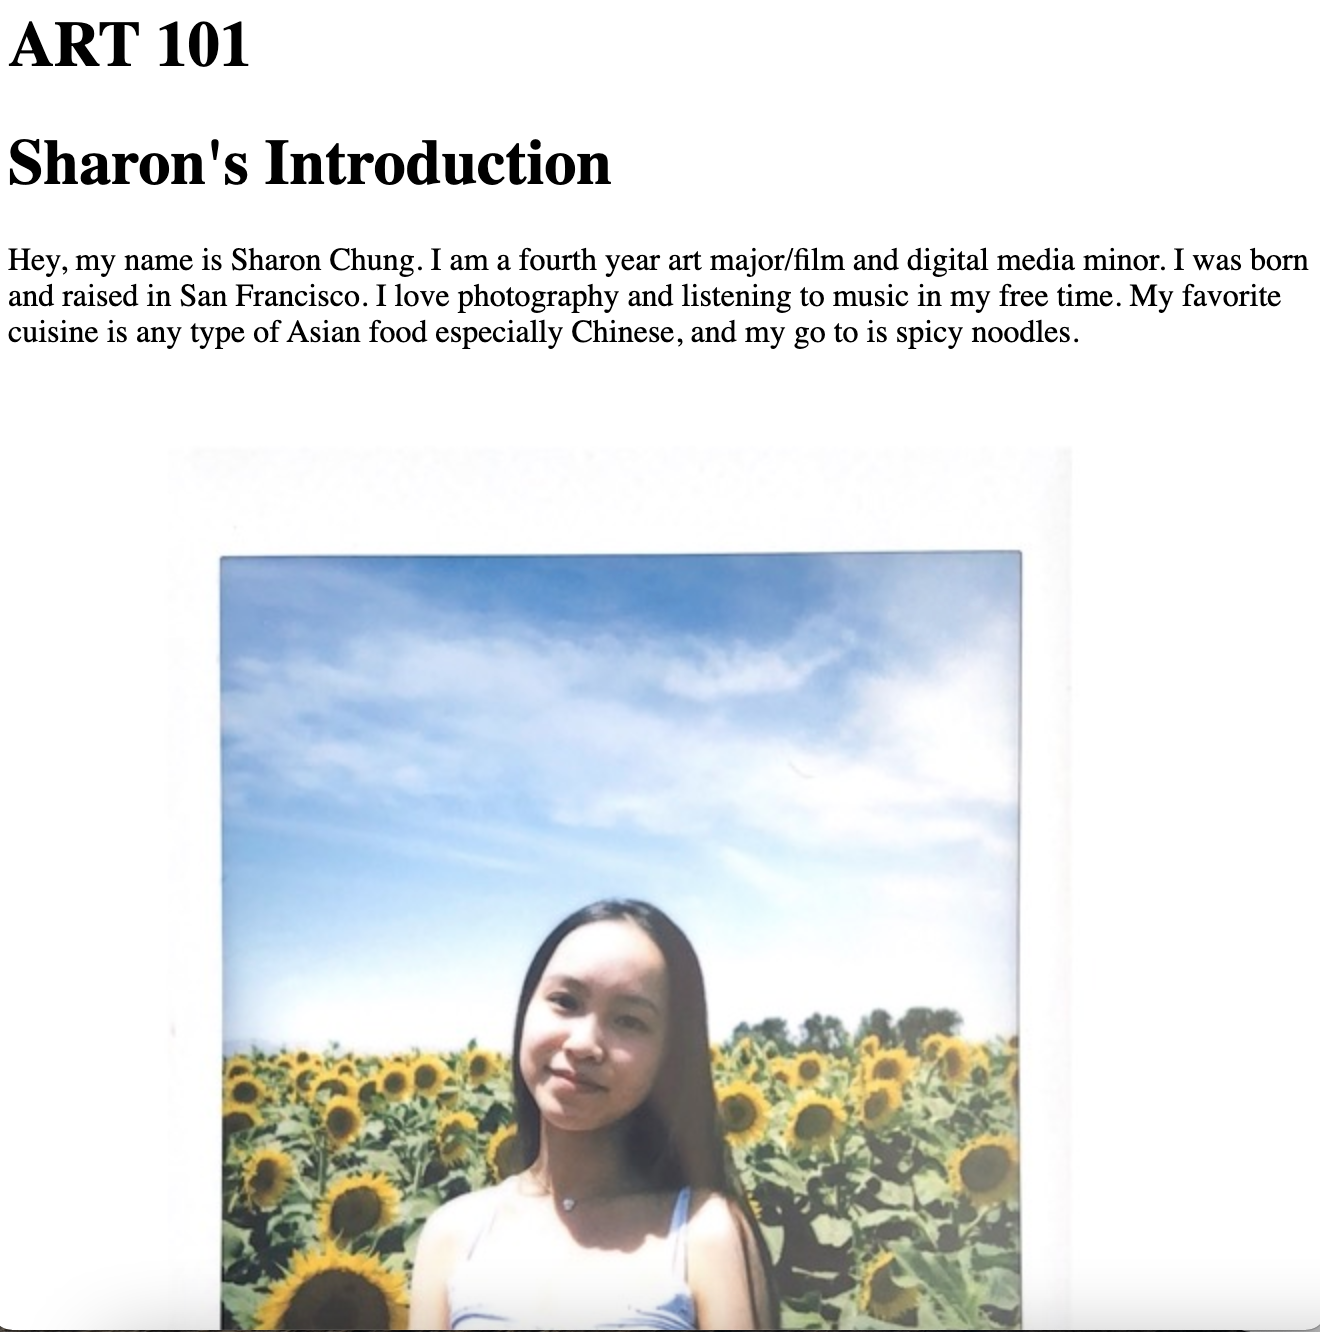 ART 101
Sharon's Introduction
Hey, my name is Sharon Chung. I am a fourth year art major/film and digital media minor. I was born
and raised in San Francisco. I love photography and listening to music in my free time. My favorite
cuisine is any type of Asian food especially Chinese, and my go to is spicy noodles.